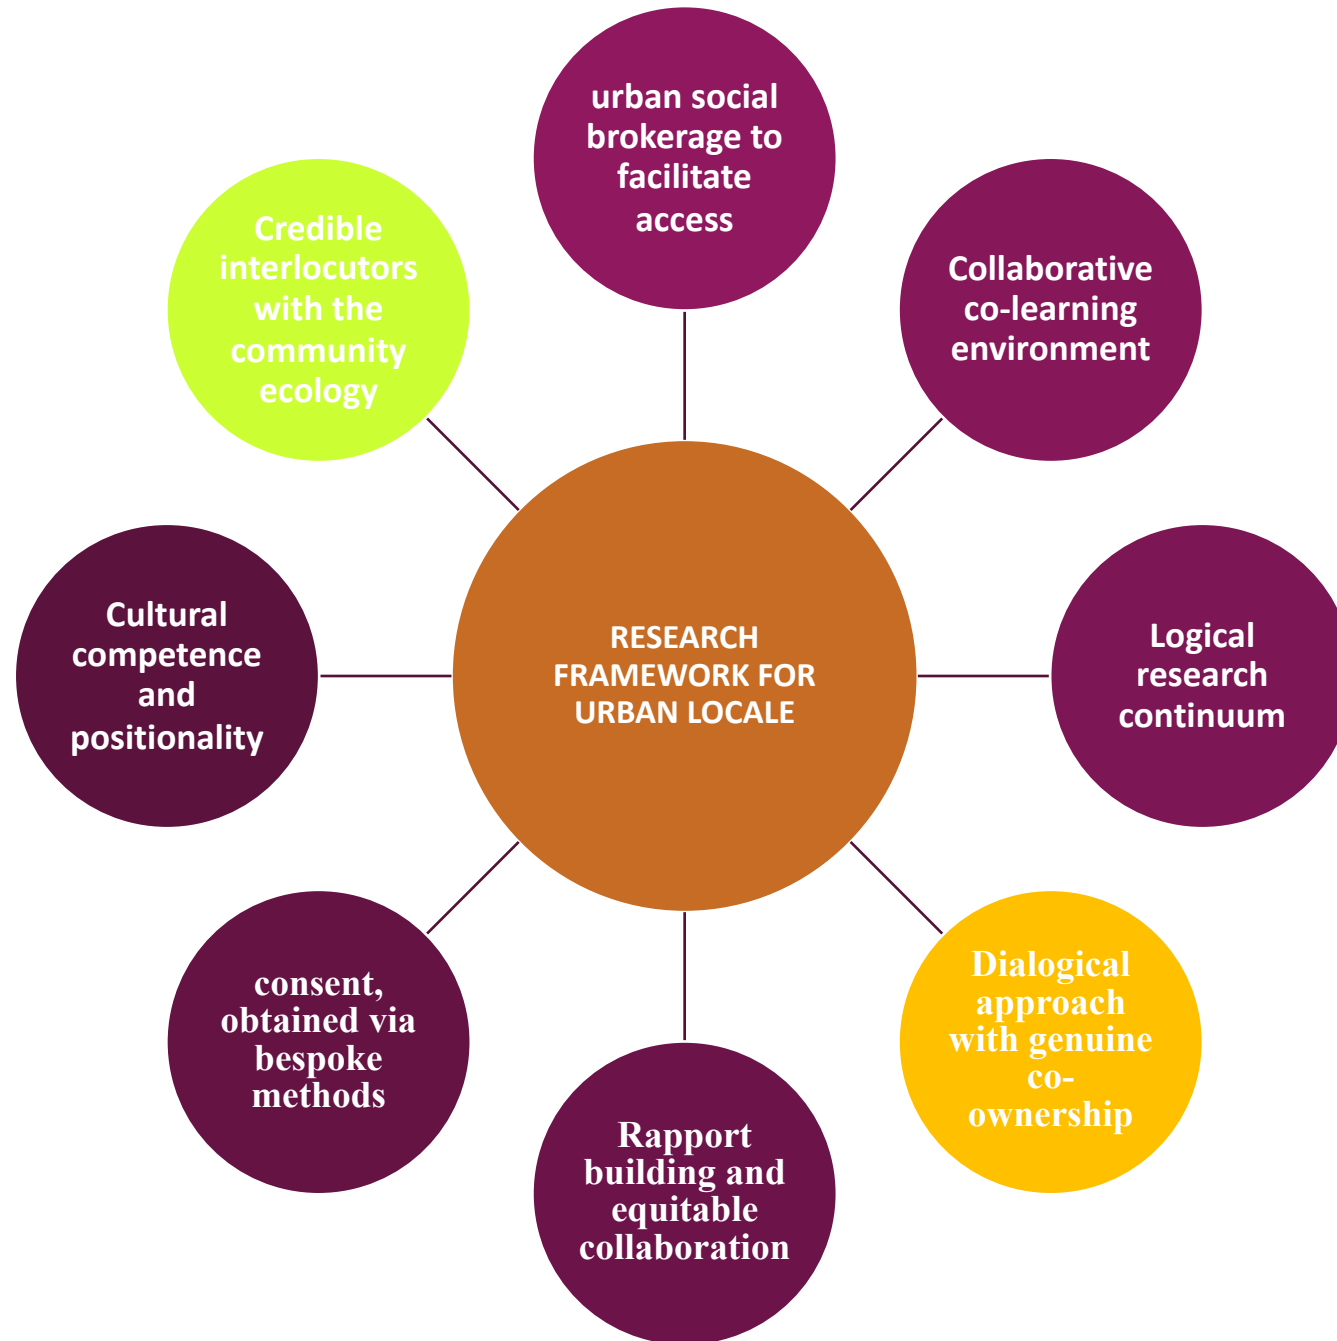 urban social
brokerage to
facilitate
access
Collaborative
co-learning
environment
Logical
research
continuum
Dialogical
approach
with genuine
co-
ownership
Rapport
building and
equitable
collaboration
consent,
obtained via
bespoke
methods
Cultural
competence
and
positionality
Credible
interlocutors
with the
community
ecology
RESEARCH
FRAMEWORK FOR
URBAN LOCALE